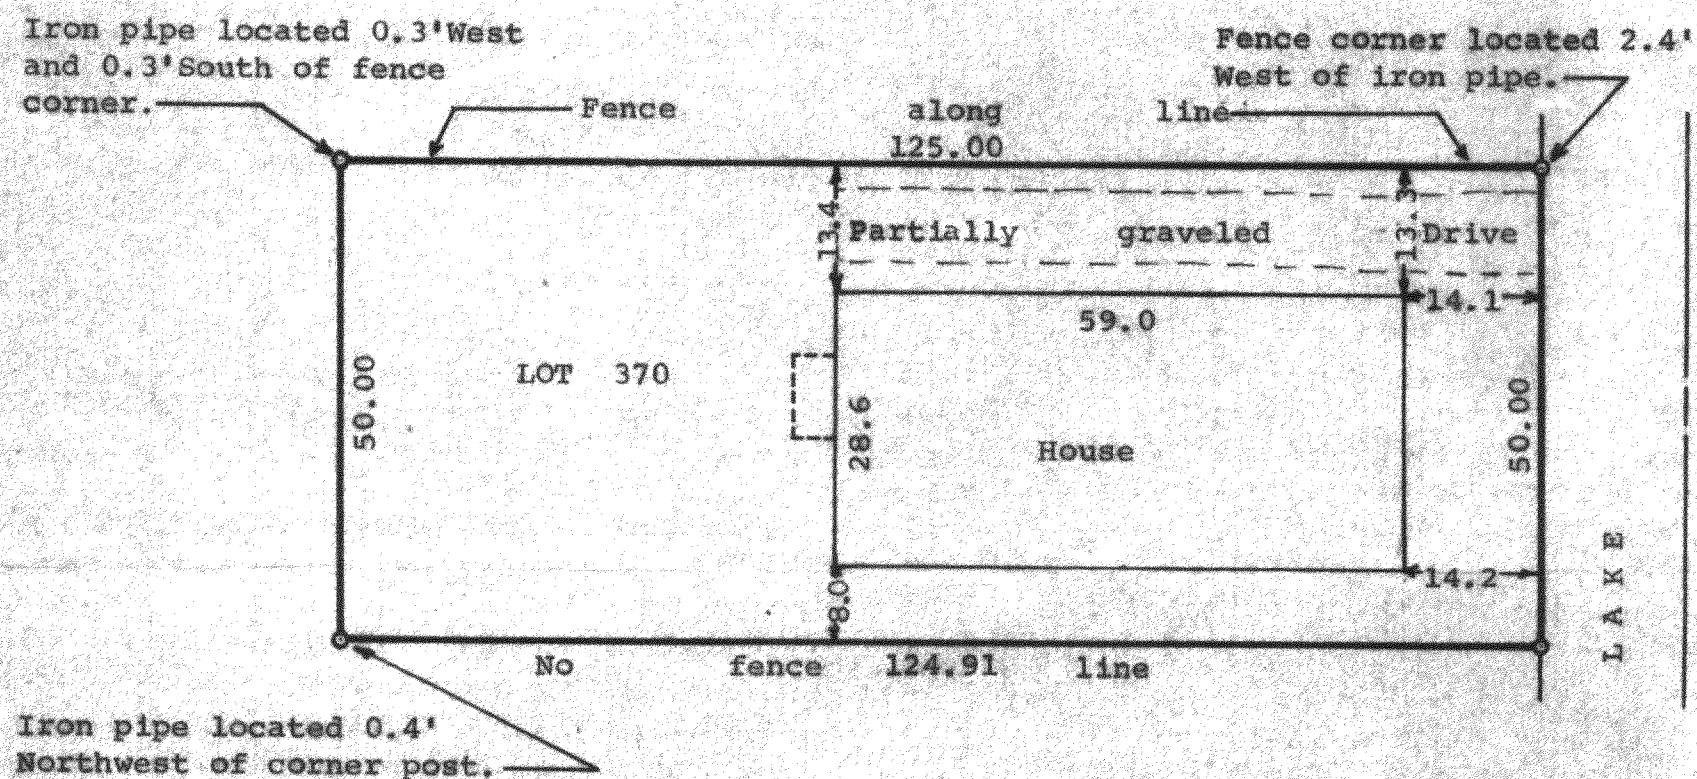 Iron pipe located 0.3'West
and 0.3'South of fence
corner.
Fence corner located 2.4'
West of iron pipe.
Fence along line
125.00
13.4
Partially graveled Drive
13.3
14.1
59.0
LOT 370
50.00
28.6
House
50.00
14.2
8.0
LAKE
No fence 124.91 line
Iron pipe located 0.4'
Northwest of corner post.